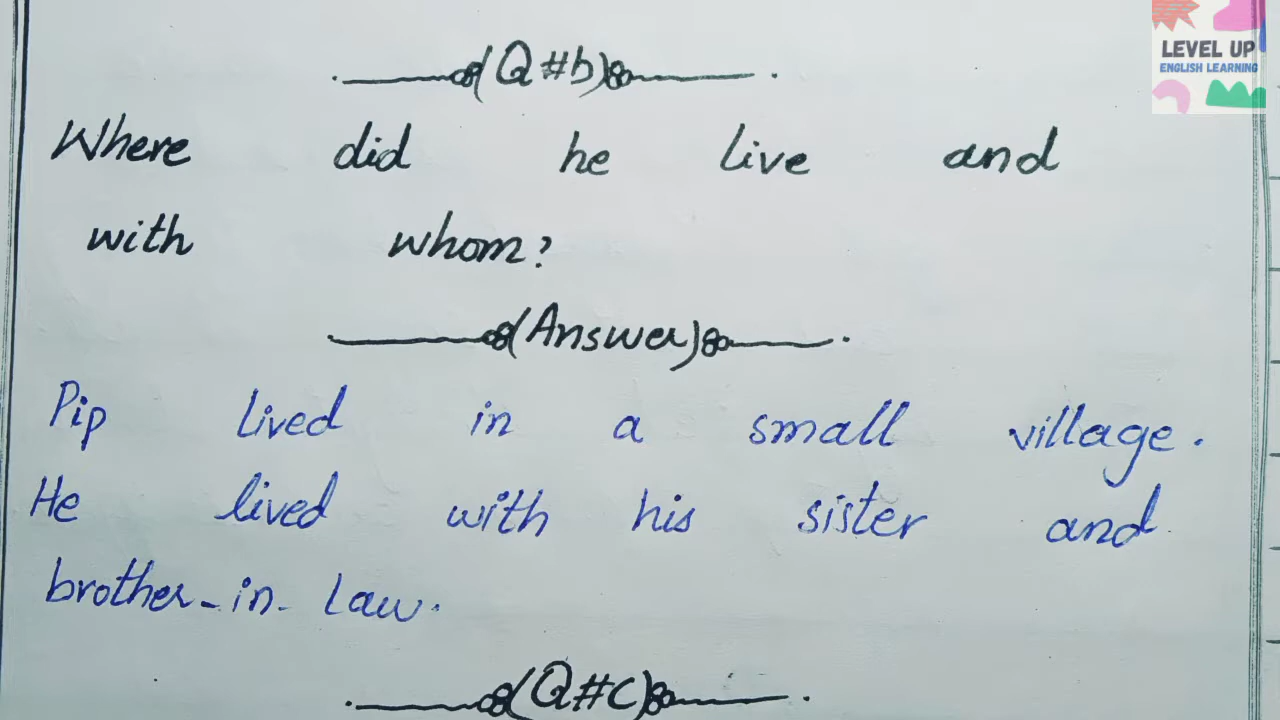 LEVEL UP
ENGLISH LEARNING
(Q#b)
Where did he live and
with whom?
(Answer)
Pip lived in a small village.
He lived with his sister and
brother-in-law.
(Q#c)